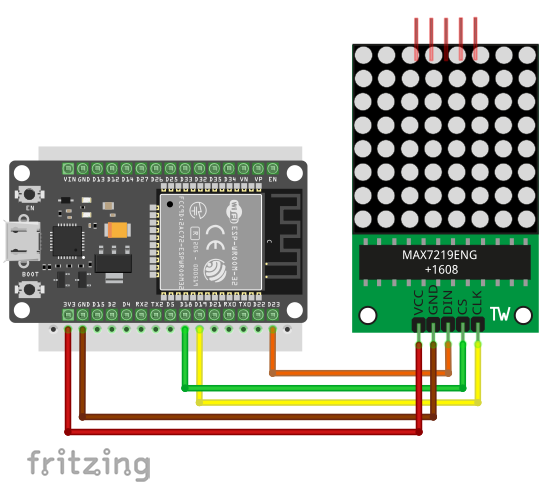 VIN GND D13 D12 D14 D27 D26 D25 D33 D32 D35 D34 VN VP EN
EN
BOOT
WiFi
ESP-WROOM-32
CE
3V3 GND D15 D2 D4 RX2 TX2 D5 D18 D19 D21 RX0 TX0 D22 D23
MAX7219ENG
+1608
VCC
GND
DIN
CS
CLK
TW
fritzing